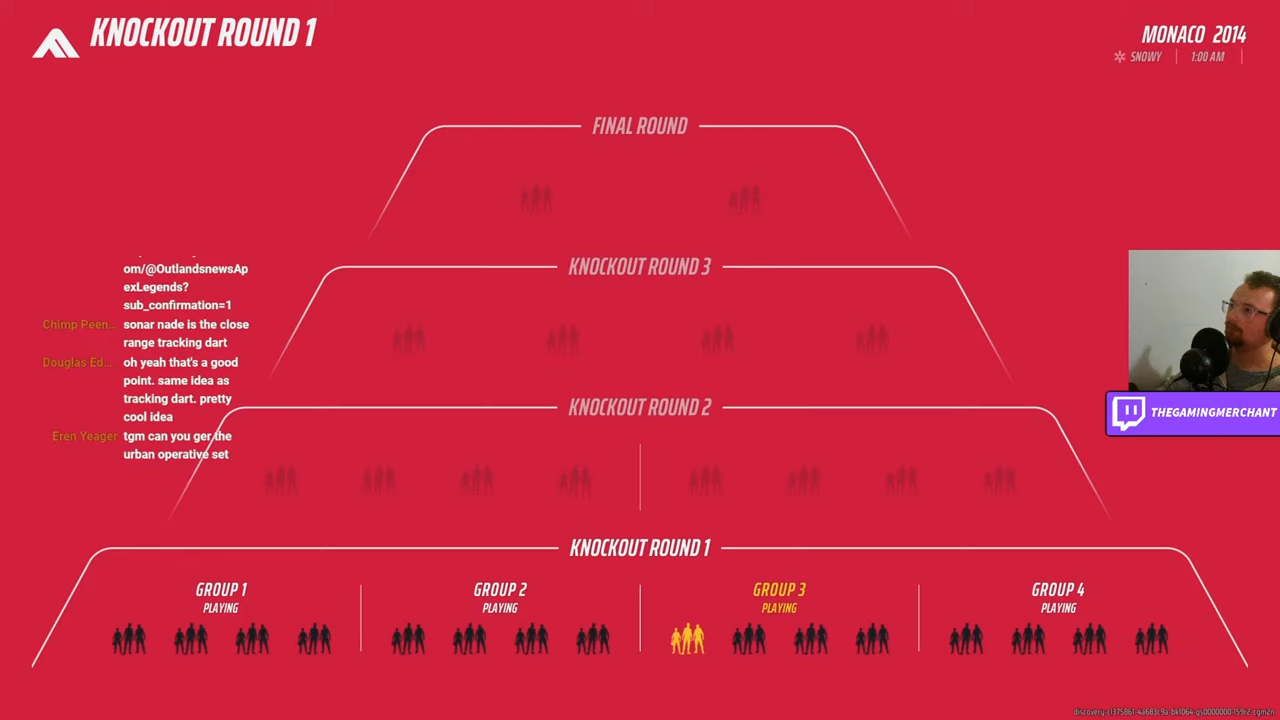 KNOCKOUT ROUND 1
MONACO 2014
SNOWY
1:00 AM
FINAL ROUND
KNOCKOUT ROUND 3
om/@OutlandsnewsAp
exLegends?
sub_confirmation=1
Chimp Peen... sonar nade is the close
range tracking dart
Douglas Ed... oh yeah that's a good
point. same idea as
tracking dart. pretty
cool idea
Eren Yeager tgm can you ger the
urban operative set
THEGAMINGMERCHANT
KNOCKOUT ROUND 2
KNOCKOUT ROUND 1
GROUP 1
PLAYING
GROUP 2
PLAYING
GROUP 3
PLAYING
GROUP 4
PLAYING